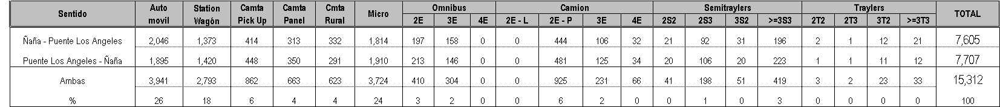 Sentido Auto movil Station Wagón Camta Pick Up Camta Panel Cmta Rural Micro Omnibus Camion Semitraylers Traylers TOTAL
2E 3E 4E 2E - L 2E - P 3E 4E 2S2 2S3 3S2 >=3S3 2T2 2T3 3T2 >=3T3
Ñaña - Puente Los Angeles 2,046 1,373 414 313 332 1,814 197 158 0 0 444 106 32 21 92 31 196 2 1 12 21 7,605
Puente Los Angeles - Ñaña 1,895 1,420 448 350 291 1,910 213 146 0 0 481 125 34 20 106 20 223 1 1 11 12 7,707
Ambas 3,941 2,793 862 663 623 3,724 410 304 0 0 925 231 66 41 198 51 419 3 2 23 33 15,312
% 26 18 6 4 4 24 3 2 0 0 6 2 0 0 1 0 3 0 0 0 0 100